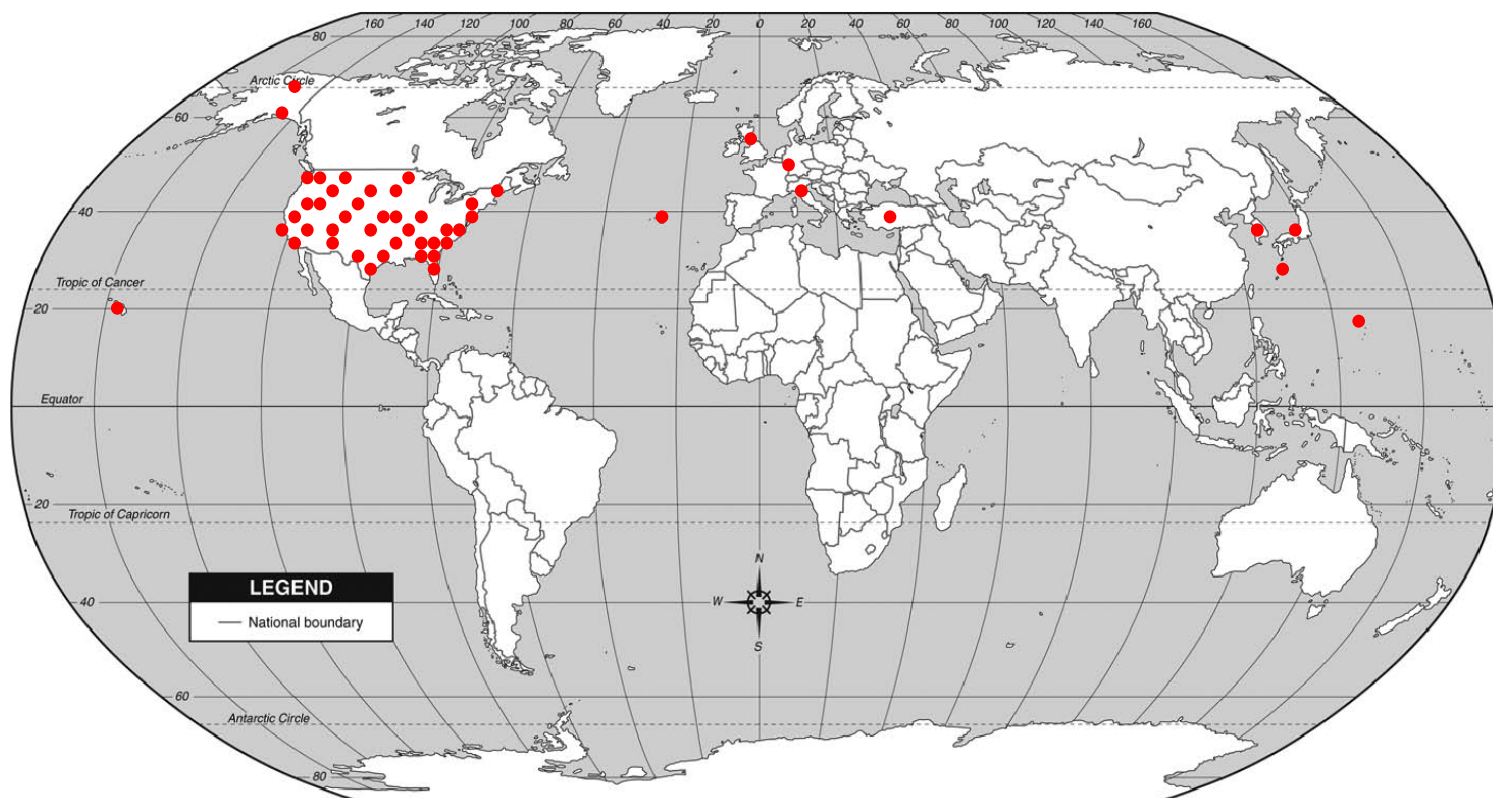 160 140 120 100 80 60 40 20 0 20 40 60 80 100 120 140 160
80
Arctic Circle
60
40
Tropic of Cancer
20
Equator
20
Tropic of Capricorn
N
W E
S
LEGEND
National boundary
40
60
Antarctic Circle
80